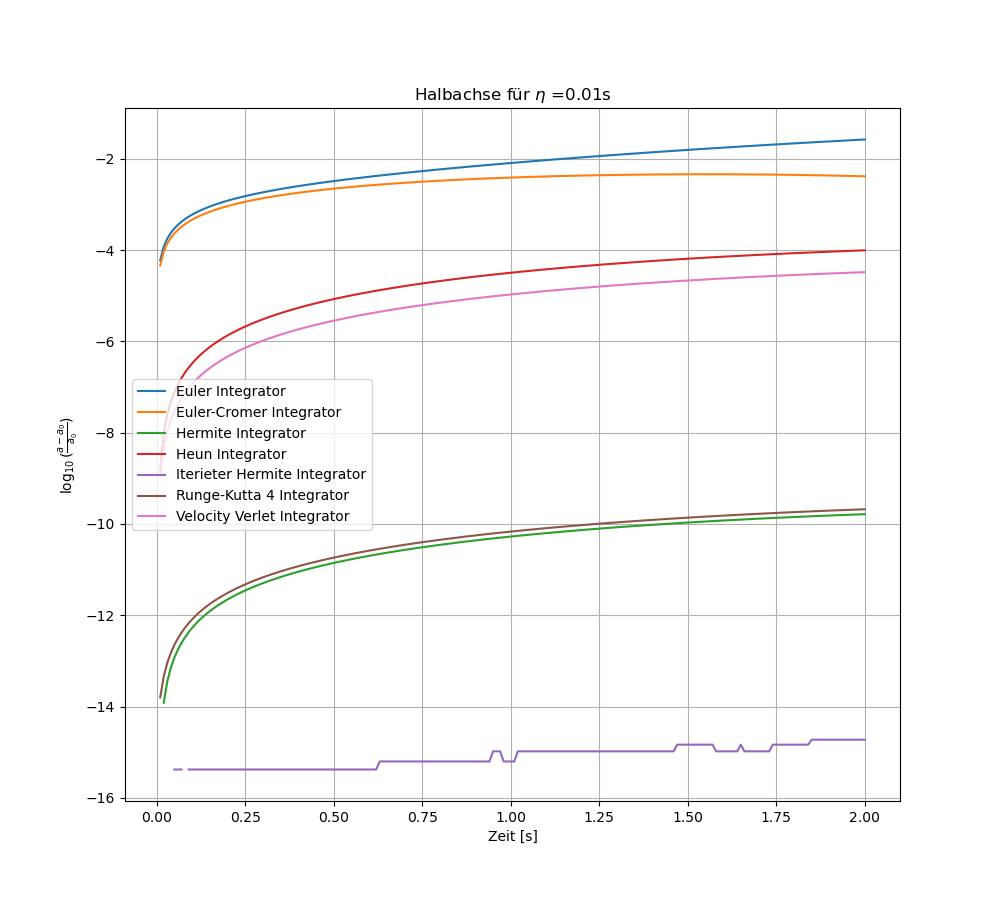 Halbachse für η =0.01s
log₁₀ (a − a₀ / a₀)
−2
−4
−6
−8
−10
−12
−14
−16
Euler Integrator
Euler-Cromer Integrator
Hermite Integrator
Heun Integrator
Iterieter Hermite Integrator
Runge-Kutta 4 Integrator
Velocity Verlet Integrator
0.00 0.25 0.50 0.75 1.00 1.25 1.50 1.75 2.00
Zeit [s]